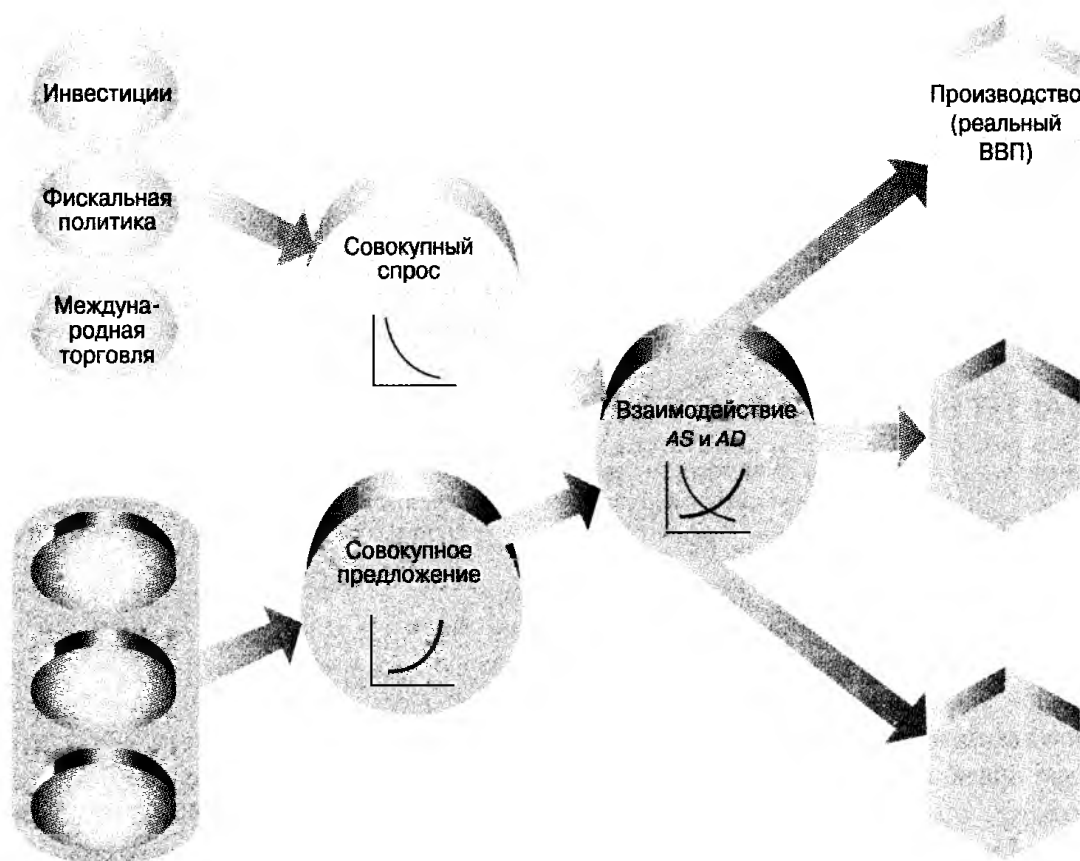 Инвестиции
Фискальная
политика
Междуна-
родная
торговля
Совокупный
спрос
Совокупное
предложение
Взаимодействие
AS и AD
Производство
(реальный
ВВП)